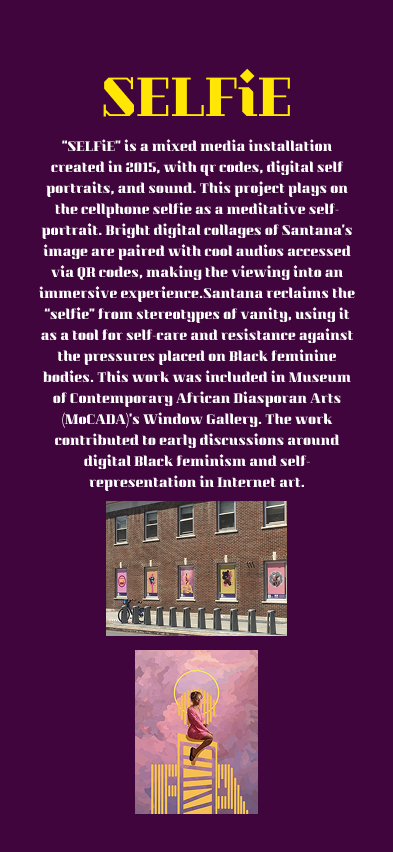 SELFiE
"SELFiE" is a mixed media installation
created in 2015, with qr codes, digital self
portraits, and sound. This project plays on
the cellphone selfie as a meditative self-
portrait. Bright digital collages of Santana's
image are paired with cool audios accessed
via QR codes, making the viewing into an
immersive experience.Santana reclaims the
"selfie" from stereotypes of vanity, using it
as a tool for self-care and resistance against
the pressures placed on Black feminine
bodies. This work was included in Museum
of Contemporary African Diasporan Arts
(MoCADA)'s Window Gallery. The work
contributed to early discussions around
digital Black feminism and self-
representation in Internet art.